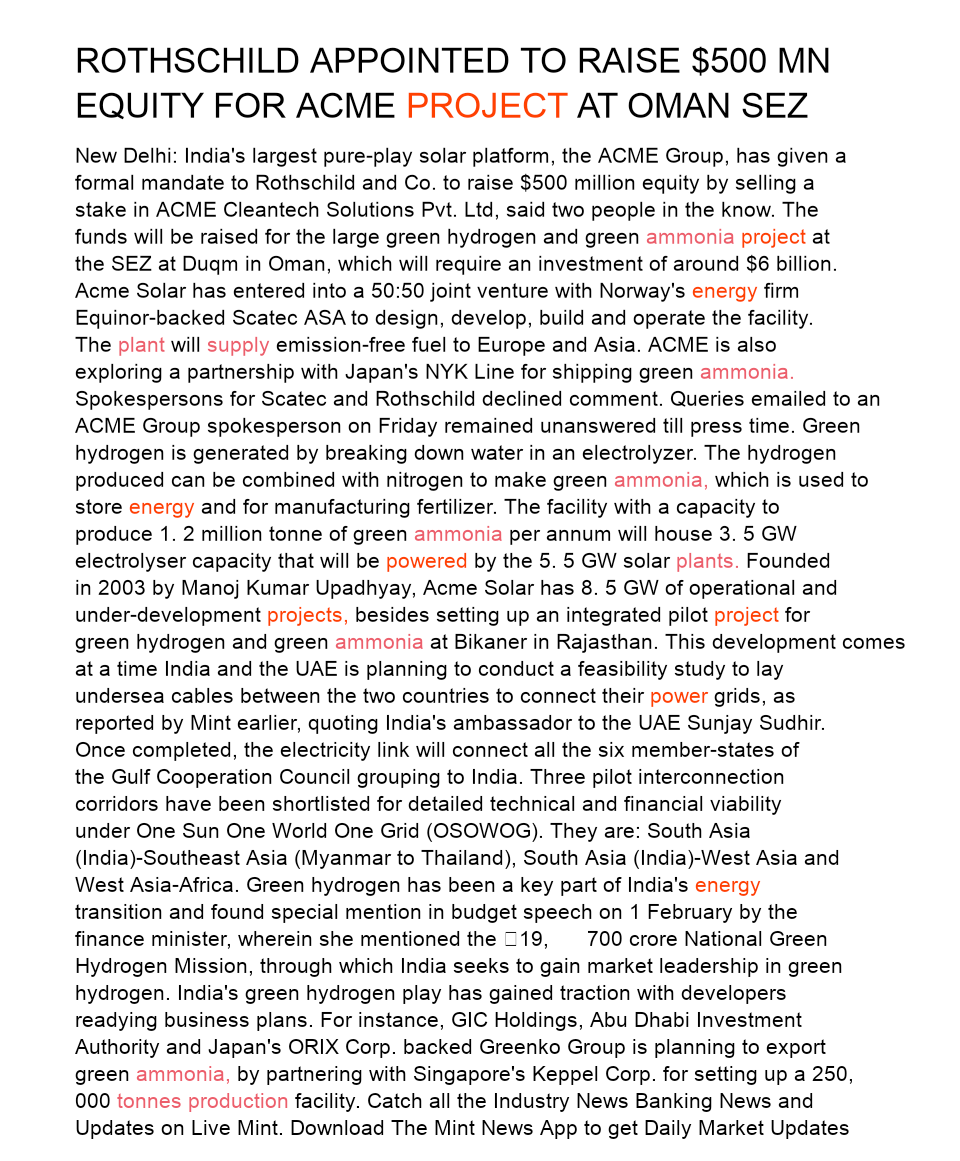 ROTHSCHILD APPOINTED TO RAISE $500 MN
EQUITY FOR ACME PROJECT AT OMAN SEZ
New Delhi: India's largest pure-play solar platform, the ACME Group, has given a
formal mandate to Rothschild and Co. to raise $500 million equity by selling a
stake in ACME Cleantech Solutions Pvt. Ltd, said two people in the know. The
funds will be raised for the large green hydrogen and green ammonia project at
the SEZ at Duqm in Oman, which will require an investment of around $6 billion.
Acme Solar has entered into a 50:50 joint venture with Norway's energy firm
Equinor-backed Scatec ASA to design, develop, build and operate the facility.
The plant will supply emission-free fuel to Europe and Asia. ACME is also
exploring a partnership with Japan's NYK Line for shipping green ammonia.
Spokespersons for Scatec and Rothschild declined comment. Queries emailed to an
ACME Group spokesperson on Friday remained unanswered till press time. Green
hydrogen is generated by breaking down water in an electrolyzer. The hydrogen
produced can be combined with nitrogen to make green ammonia, which is used to
store energy and for manufacturing fertilizer. The facility with a capacity to
produce 1. 2 million tonne of green ammonia per annum will house 3. 5 GW
electrolyser capacity that will be powered by the 5. 5 GW solar plants. Founded
in 2003 by Manoj Kumar Upadhyay, Acme Solar has 8. 5 GW of operational and
under-development projects, besides setting up an integrated pilot project for
green hydrogen and green ammonia at Bikaner in Rajasthan. This development comes
at a time India and the UAE is planning to conduct a feasibility study to lay
undersea cables between the two countries to connect their power grids, as
reported by Mint earlier, quoting India's ambassador to the UAE Sunjay Sudhir.
Once completed, the electricity link will connect all the six member-states of
the Gulf Cooperation Council grouping to India. Three pilot interconnection
corridors have been shortlisted for detailed technical and financial viability
under One Sun One World One Grid (OSOWOG). They are: South Asia
(India)-Southeast Asia (Myanmar to Thailand), South Asia (India)-West Asia and
West Asia-Africa. Green hydrogen has been a key part of India's energy
transition and found special mention in budget speech on 1 February by the
finance minister, wherein she mentioned the 19, 700 crore National Green
Hydrogen Mission, through which India seeks to gain market leadership in green
hydrogen. India's green hydrogen play has gained traction with developers
readying business plans. For instance, GIC Holdings, Abu Dhabi Investment
Authority and Japan's ORIX Corp. backed Greenko Group is planning to export
green ammonia, by partnering with Singapore's Keppel Corp. for setting up a 250,
000 tonnes production facility. Catch all the Industry News Banking News and
Updates on Live Mint. Download The Mint News App to get Daily Market Updates